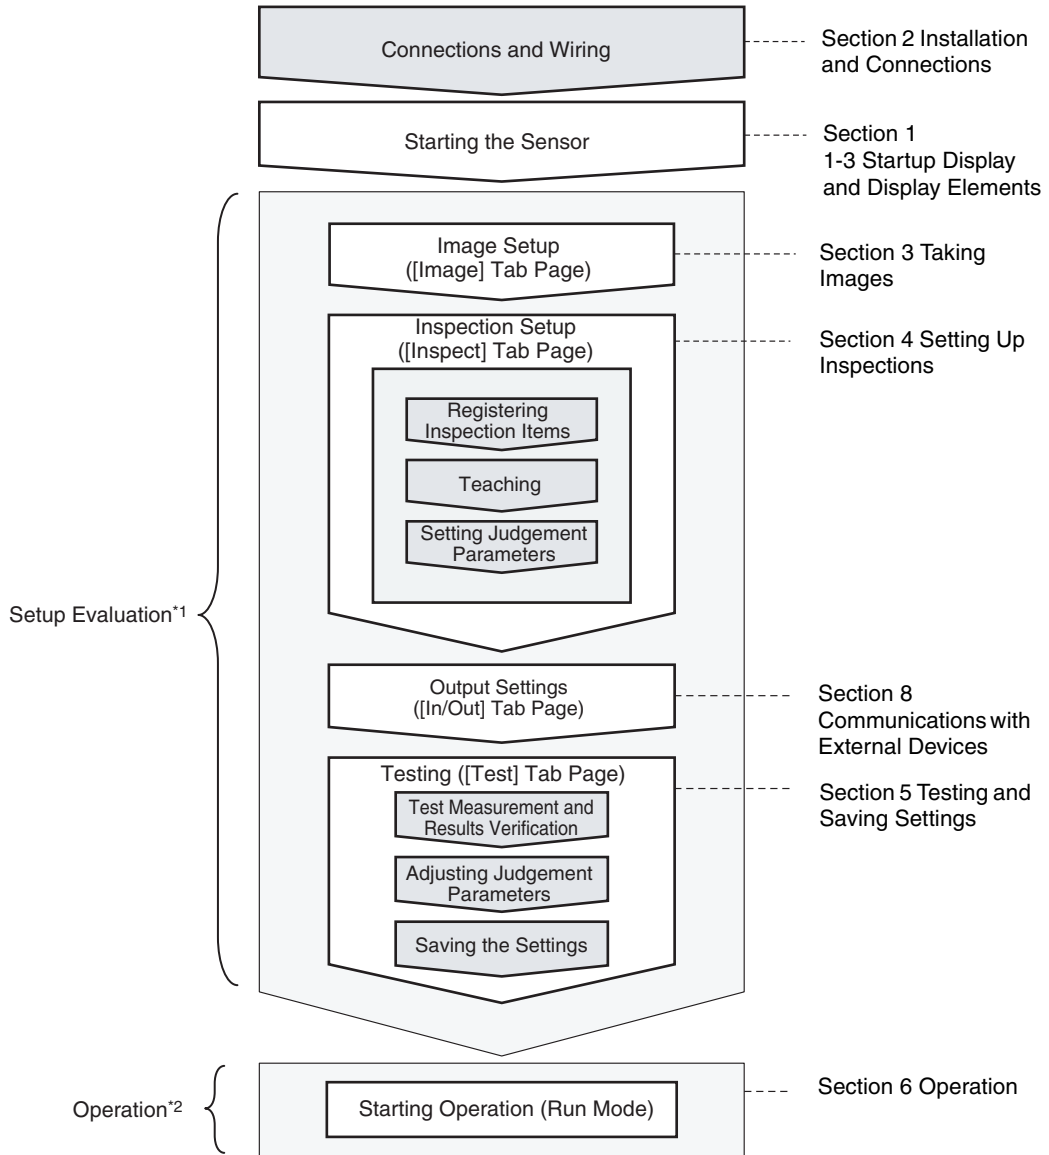 Connections and Wiring
Section 2 Installation
and Connections
Starting the Sensor
Section 1
1-3 Startup Display
and Display Elements
Image Setup
([Image] Tab Page)
Section 3 Taking
Images
Inspection Setup
([Inspect] Tab Page)
Section 4 Setting Up
Inspections
Registering
Inspection Items
Teaching
Setting Judgement
Parameters
Setup Evaluation*1
Output Settings
([In/Out] Tab Page)
Section 8
Communications with
External Devices
Testing ([Test] Tab Page)
Section 5 Testing and
Saving Settings
Test Measurement and
Results Verification
Adjusting Judgement
Parameters
Saving the Settings
Operation*2
Starting Operation (Run Mode)
Section 6 Operation